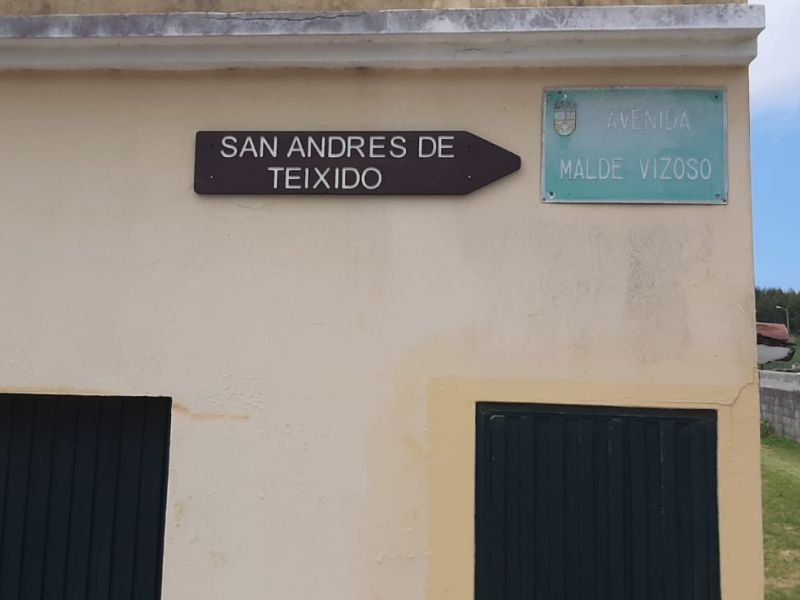 SAN ANDRES DE
TEIXIDO
AVENIDA
MALDE VIZOSO